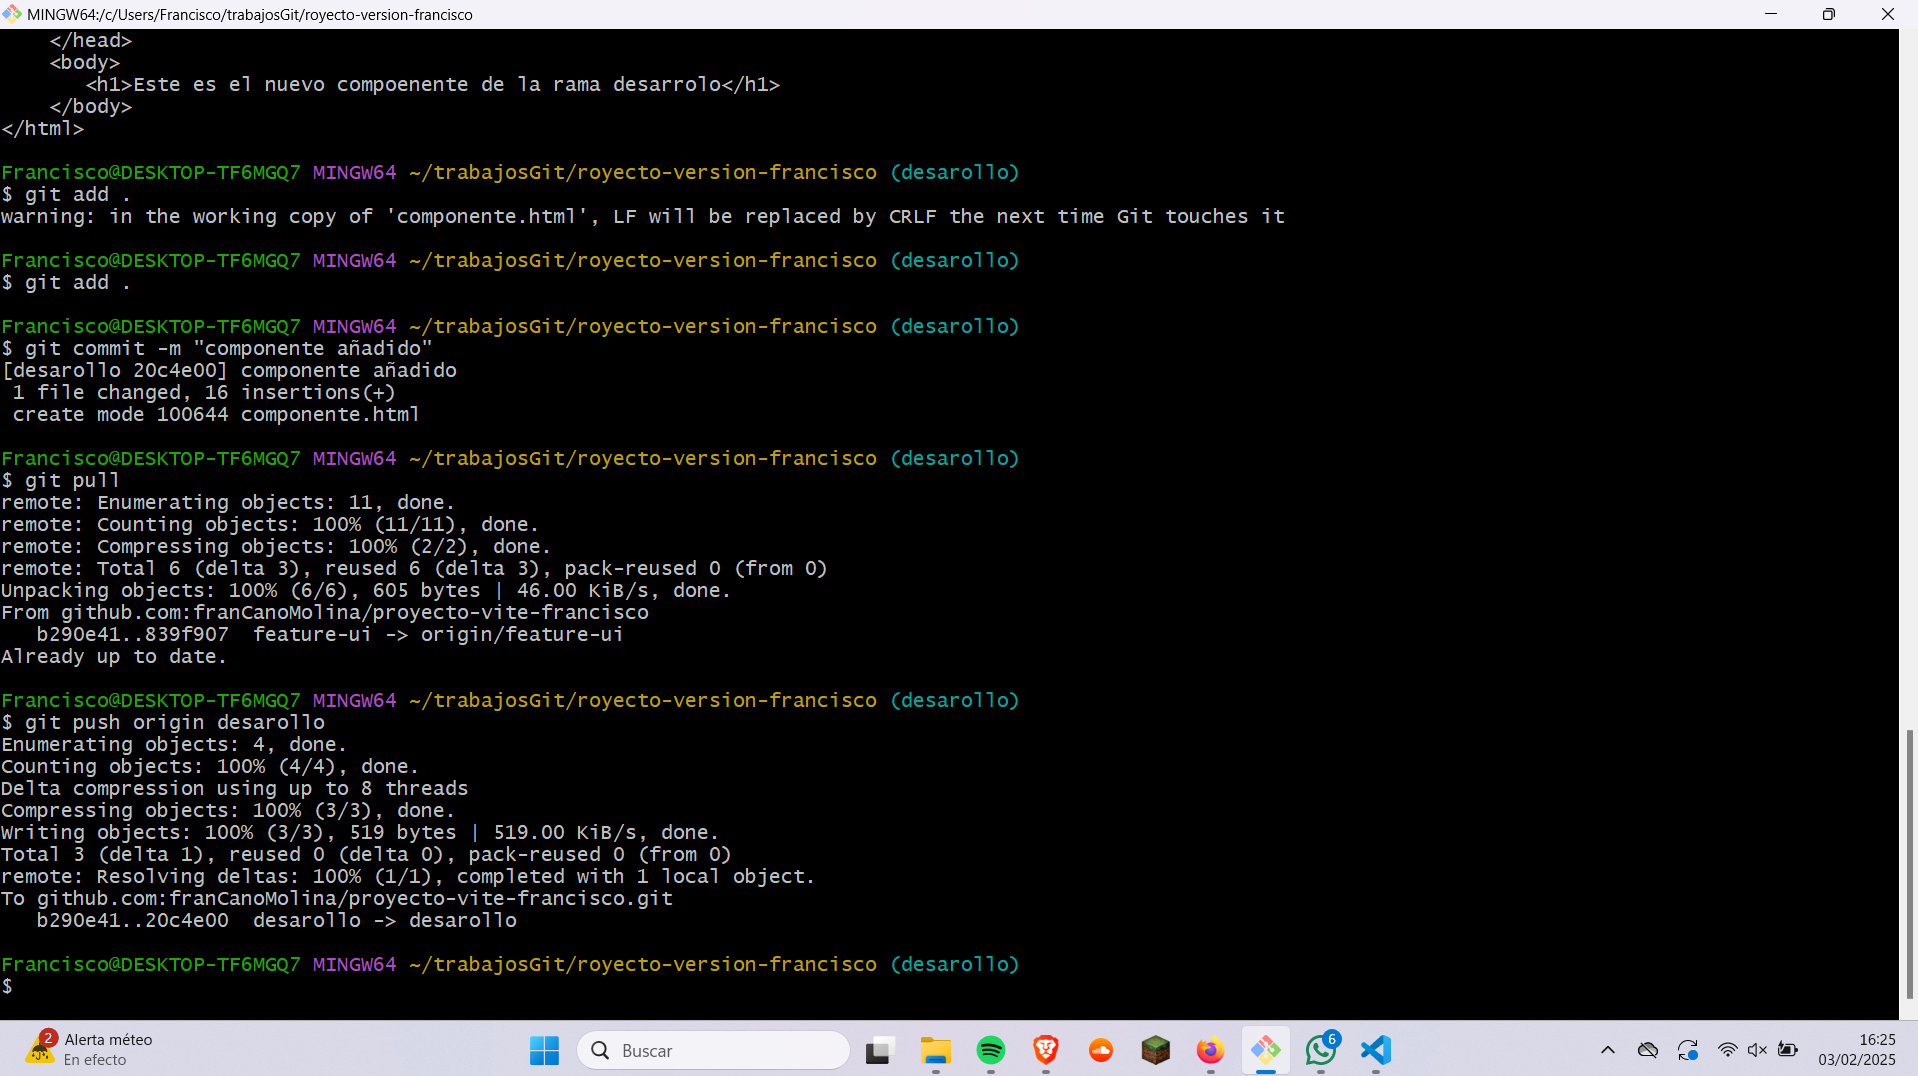 MINGW64:/c/Users/Francisco/trabajosGit/royecto-version-francisco
</head>
<body>
<h1>Este es el nuevo compoenente de la rama desarrolo</h1>
</body>
</html>
Francisco@DESKTOP-TF6MGQ7 MINGW64 ~/trabajosGit/royecto-version-francisco (desarollo)
$ git add .
warning: in the working copy of 'componente.html', LF will be replaced by CRLF the next time Git touches it
Francisco@DESKTOP-TF6MGQ7 MINGW64 ~/trabajosGit/royecto-version-francisco (desarollo)
$ git add .
Francisco@DESKTOP-TF6MGQ7 MINGW64 ~/trabajosGit/royecto-version-francisco (desarollo)
$ git commit -m "componente añadido"
[desarollo 20c4e00] componente añadido
1 file changed, 16 insertions(+)
create mode 100644 componente.html
Francisco@DESKTOP-TF6MGQ7 MINGW64 ~/trabajosGit/royecto-version-francisco (desarollo)
$ git pull
remote: Enumerating objects: 11, done.
remote: Counting objects: 100% (11/11), done.
remote: Compressing objects: 100% (2/2), done.
remote: Total 6 (delta 3), reused 6 (delta 3), pack-reused 0 (from 0)
Unpacking objects: 100% (6/6), 605 bytes | 46.00 KiB/s, done.
From github.com:franCanoMolina/proyecto-vite-francisco
b290e41..839f907  feature-ui -> origin/feature-ui
Already up to date.
Francisco@DESKTOP-TF6MGQ7 MINGW64 ~/trabajosGit/royecto-version-francisco (desarollo)
$ git push origin desarollo
Enumerating objects: 4, done.
Counting objects: 100% (4/4), done.
Delta compression using up to 8 threads
Compressing objects: 100% (3/3), done.
Writing objects: 100% (3/3), 519 bytes | 519.00 KiB/s, done.
Total 3 (delta 1), reused 0 (delta 0), pack-reused 0 (from 0)
remote: Resolving deltas: 100% (1/1), completed with 1 local object.
To github.com:franCanoMolina/proyecto-vite-francisco.git
b290e41..20c4e00  desarollo -> desarollo
Francisco@DESKTOP-TF6MGQ7 MINGW64 ~/trabajosGit/royecto-version-francisco (desarollo)
$
2
Alerta méteo
En efecto
Buscar
6
16:25
03/02/2025